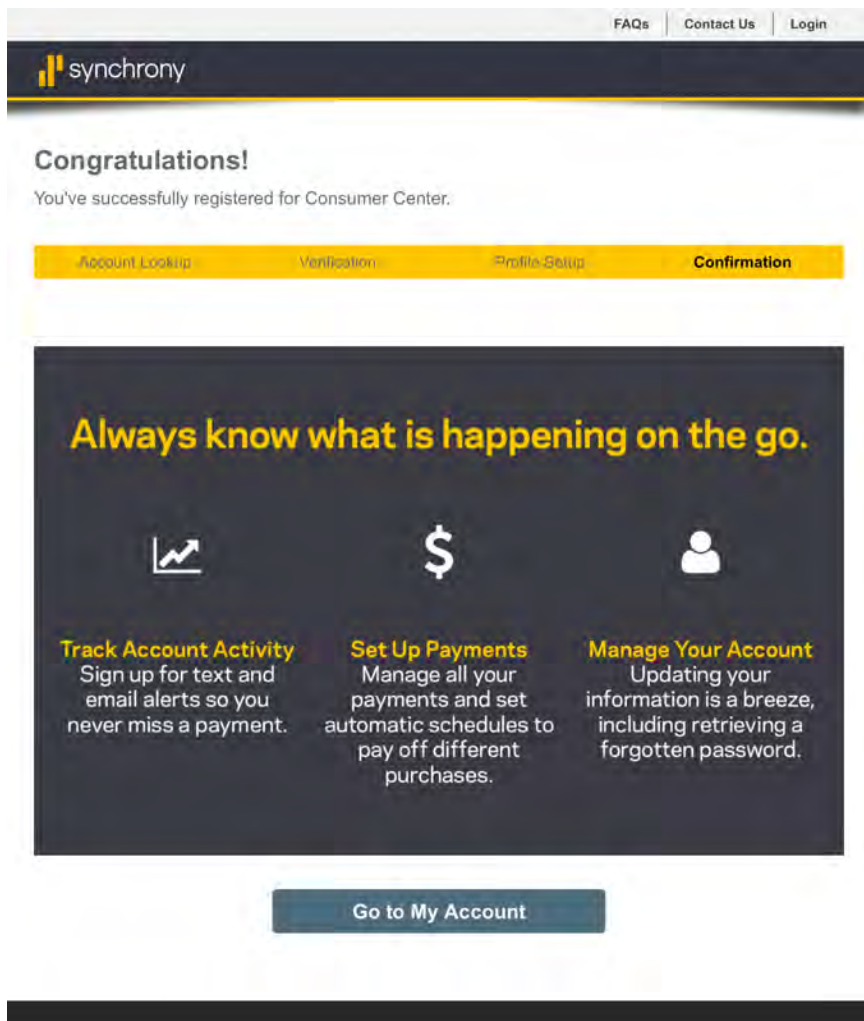 FAQs Contact Us Login
synchrony
Congratulations!
You've successfully registered for Consumer Center.
Account Lookup Verification Profile Setup Confirmation
Always know what is happening on the go.
Track Account Activity Set Up Payments Manage Your Account
Sign up for text and Manage all your Updating your
email alerts so you payments and set information is a breeze,
never miss a payment. automatic schedules to including retrieving a
pay off different forgotten password.
purchases.
Go to My Account